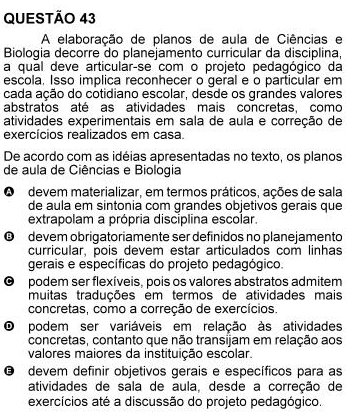 QUESTÃO 43
A elaboração de planos de aula de Ciências e
Biologia decorre do planejamento curricular da disciplina,
a qual deve articular-se com o projeto pedagógico da
escola. Isso implica reconhecer o geral e o particular em
cada ação do cotidiano escolar, desde os grandes valores
abstratos até as atividades mais concretas, como
atividades experimentais em sala de aula e correção de
exercícios realizados em casa.
De acordo com as idéias apresentadas no texto, os planos
de aula de Ciências e Biologia
A devem materializar, em termos práticos, ações de sala
de aula em sintonia com grandes objetivos gerais que
extrapolam a própria disciplina escolar.
B devem obrigatoriamente ser definidos no planejamento
curricular, pois devem estar articulados com linhas
gerais e específicas do projeto pedagógico.
C podem ser flexíveis, pois os valores abstratos admitem
muitas traduções em termos de atividades mais
concretas, como a correção de exercícios.
D podem ser variáveis em relação às atividades
concretas, contanto que não transijam em relação aos
valores maiores da instituição escolar.
E devem definir objetivos gerais e específicos para as
atividades de sala de aula, desde a correção de
exercícios até a discussão do projeto pedagógico.